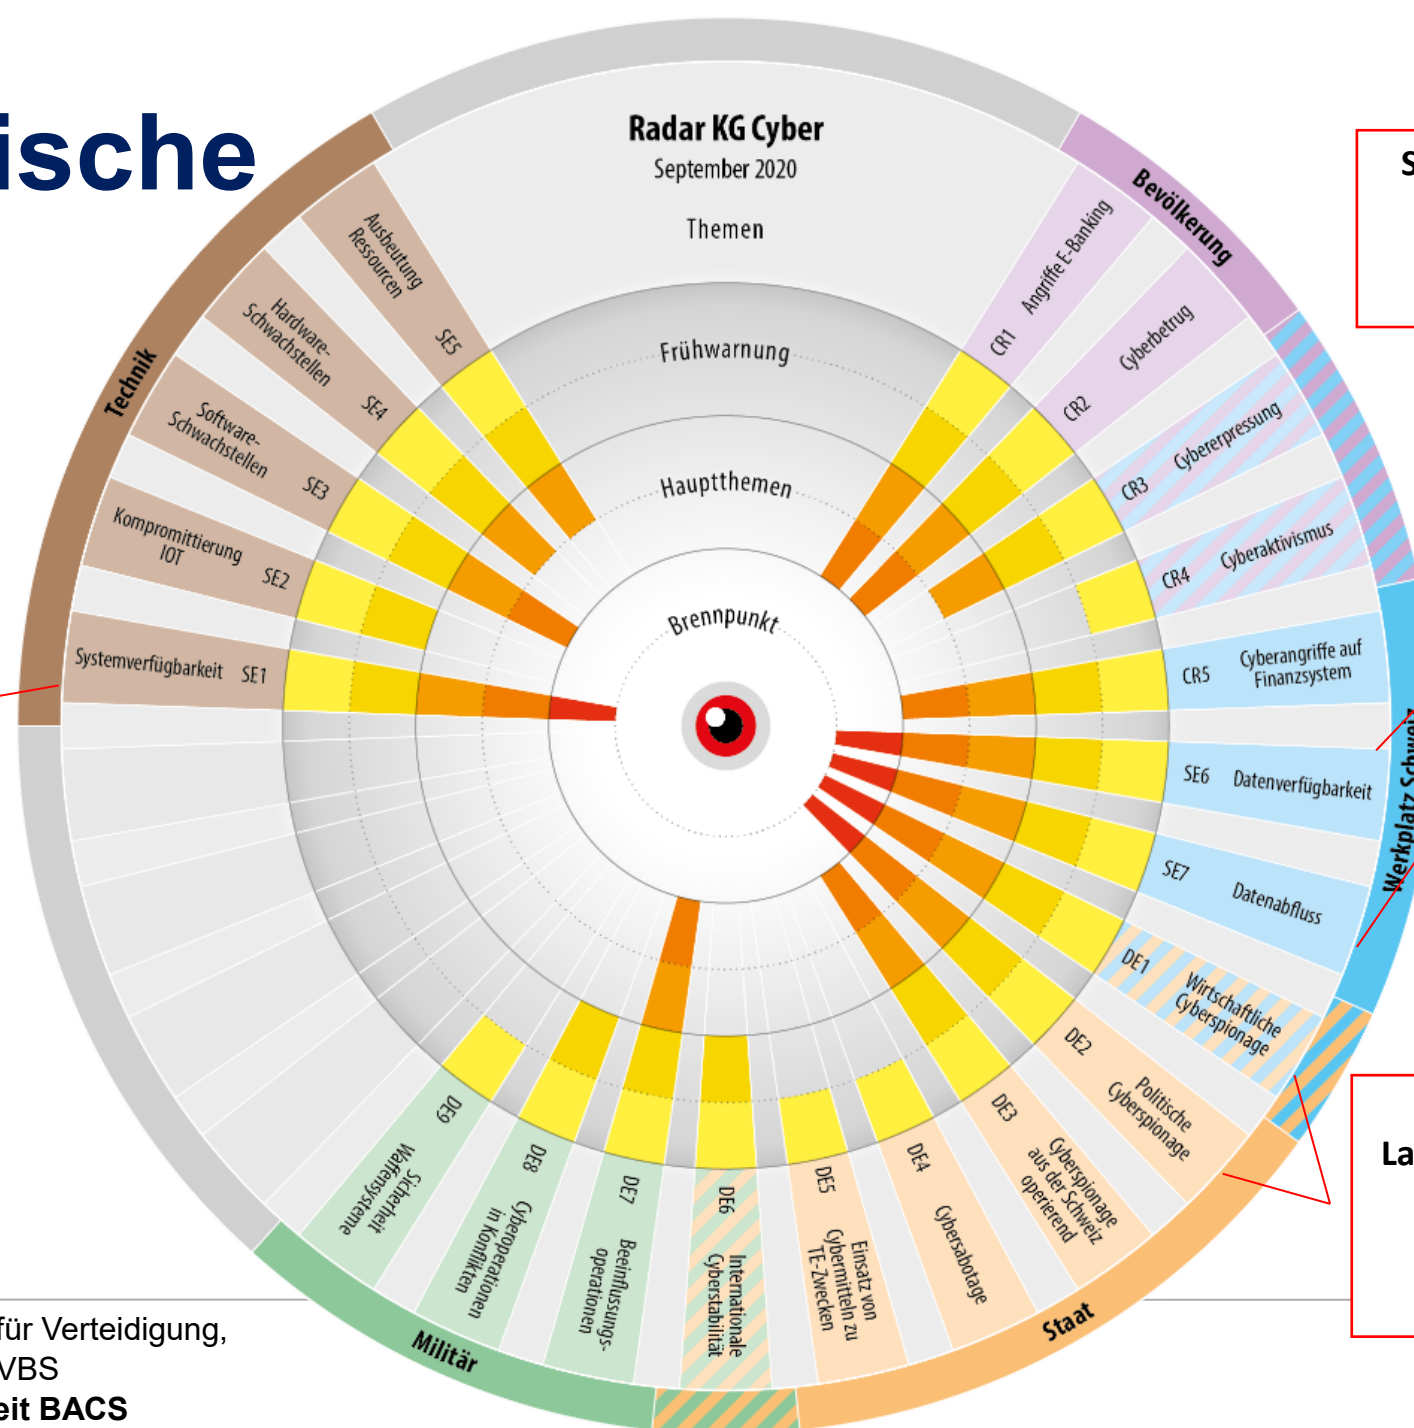 ische
Radar KG Cyber
September 2020
Themen
Frühwarnung
Hauptthemen
Brennpunkt
Bevölkerung
CR1 Angriffe E-Banking
CR2 Cyberbetrug
CR3 Cybererpressung
CR4 Cyberaktivismus
Werkplatz Schweiz
CR5 Cyberangriffe auf
Finanzsystem
SE6 Datenverfügbarkeit
SE7 Datenabfluss
DE1 Wirtschaftliche
Cyberspionage
Staat
DE2 Politische
Cyberspionage
DE3 Cyberspionage
aus der Schweiz
operierend
DE4 Cybersabotage
DE5 Einsatz von
Cybermitteln zu
TE-Zwecken
DE6 Internationale
Cyberstabilität
Militär
DE7 Beeinflussungs-
operationen
DE8 Cyberoperationen
in Konflikten
DE9 Sicherheit
Waffensysteme
Technik
Systemverfügbarkeit SE1
Kompromittierung
IOT SE2
Software-
Schwachstellen SE3
Hardware-
Schwachstellen SE4
Ausbeutung
Ressourcen SE5
S
La
für Verteidigung,
VBS
eit BACS